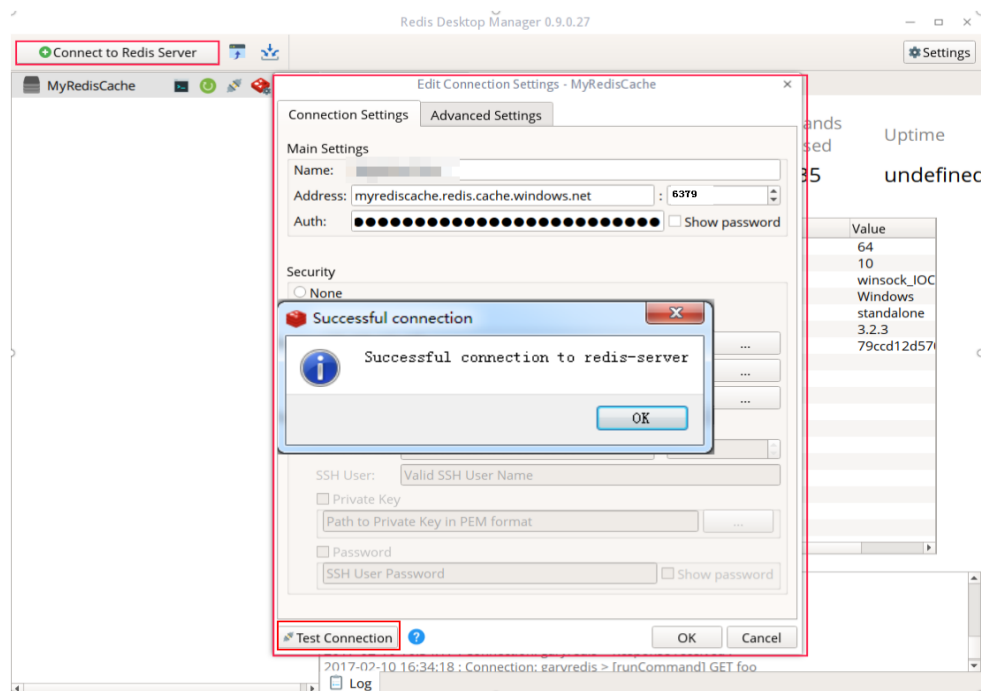 Redis Desktop Manager 0.9.0.27
Connect to Redis Server
Settings
MyRedisCache
Edit Connection Settings - MyRedisCache
Connection Settings
Advanced Settings
Main Settings
Name:
Address: myrediscache.redis.cache.windows.net : 6379
Auth: Show password
Security
None
Successful connection
Successful connection to redis-server
OK
SSH User: Valid SSH User Name
Private Key
Path to Private Key in PEM format
...
Password
SSH User Password
Show password
Test Connection
OK
Cancel
ands
sed
Uptime
35
undefined
Value
64
10
winsock_IOC
Windows
standalone
3.2.3
79ccd12d57
...
...
...
2017-02-10 16:34:18 : Connection: garyredis > [runCommand] GET foo
Log